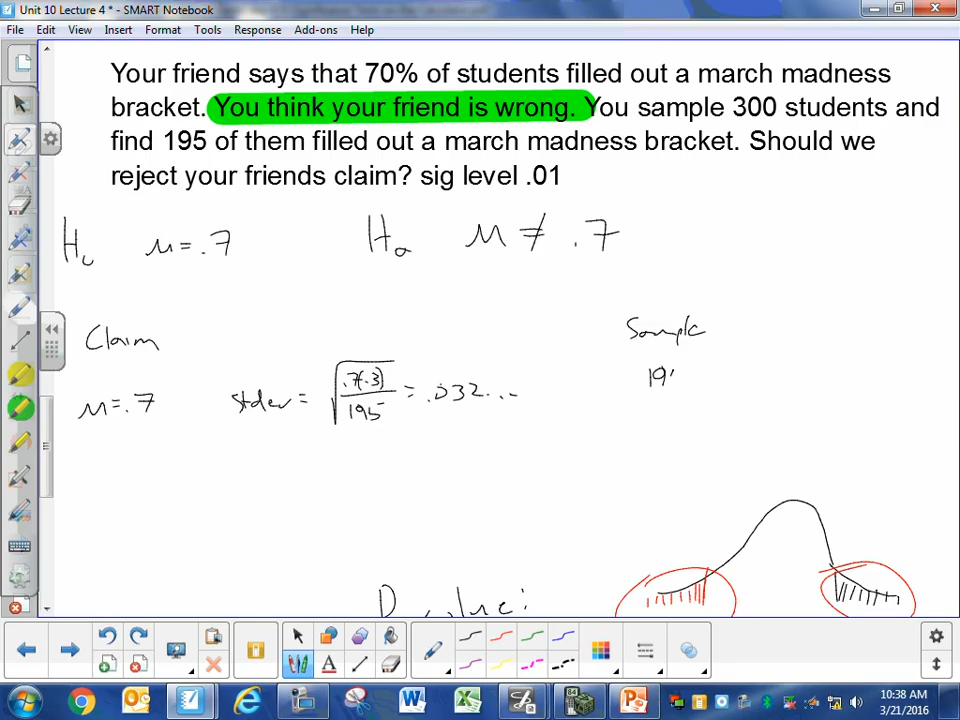 Unit 10 Lecture 4 * - SMART Notebook
File Edit View Insert Format Tools Response Add-ons Help
Your friend says that 70% of students filled out a march madness
bracket. You think your friend is wrong. You sample 300 students and
find 195 of them filled out a march madness bracket. Should we
reject your friends claim? sig level .01
H₀ μ = .7 Hₐ μ ≠ .7
Claim Sample
μ = .7 stdev = √(.7(.3)/195) = .032... 19
P value:
10:38 AM
3/21/2016